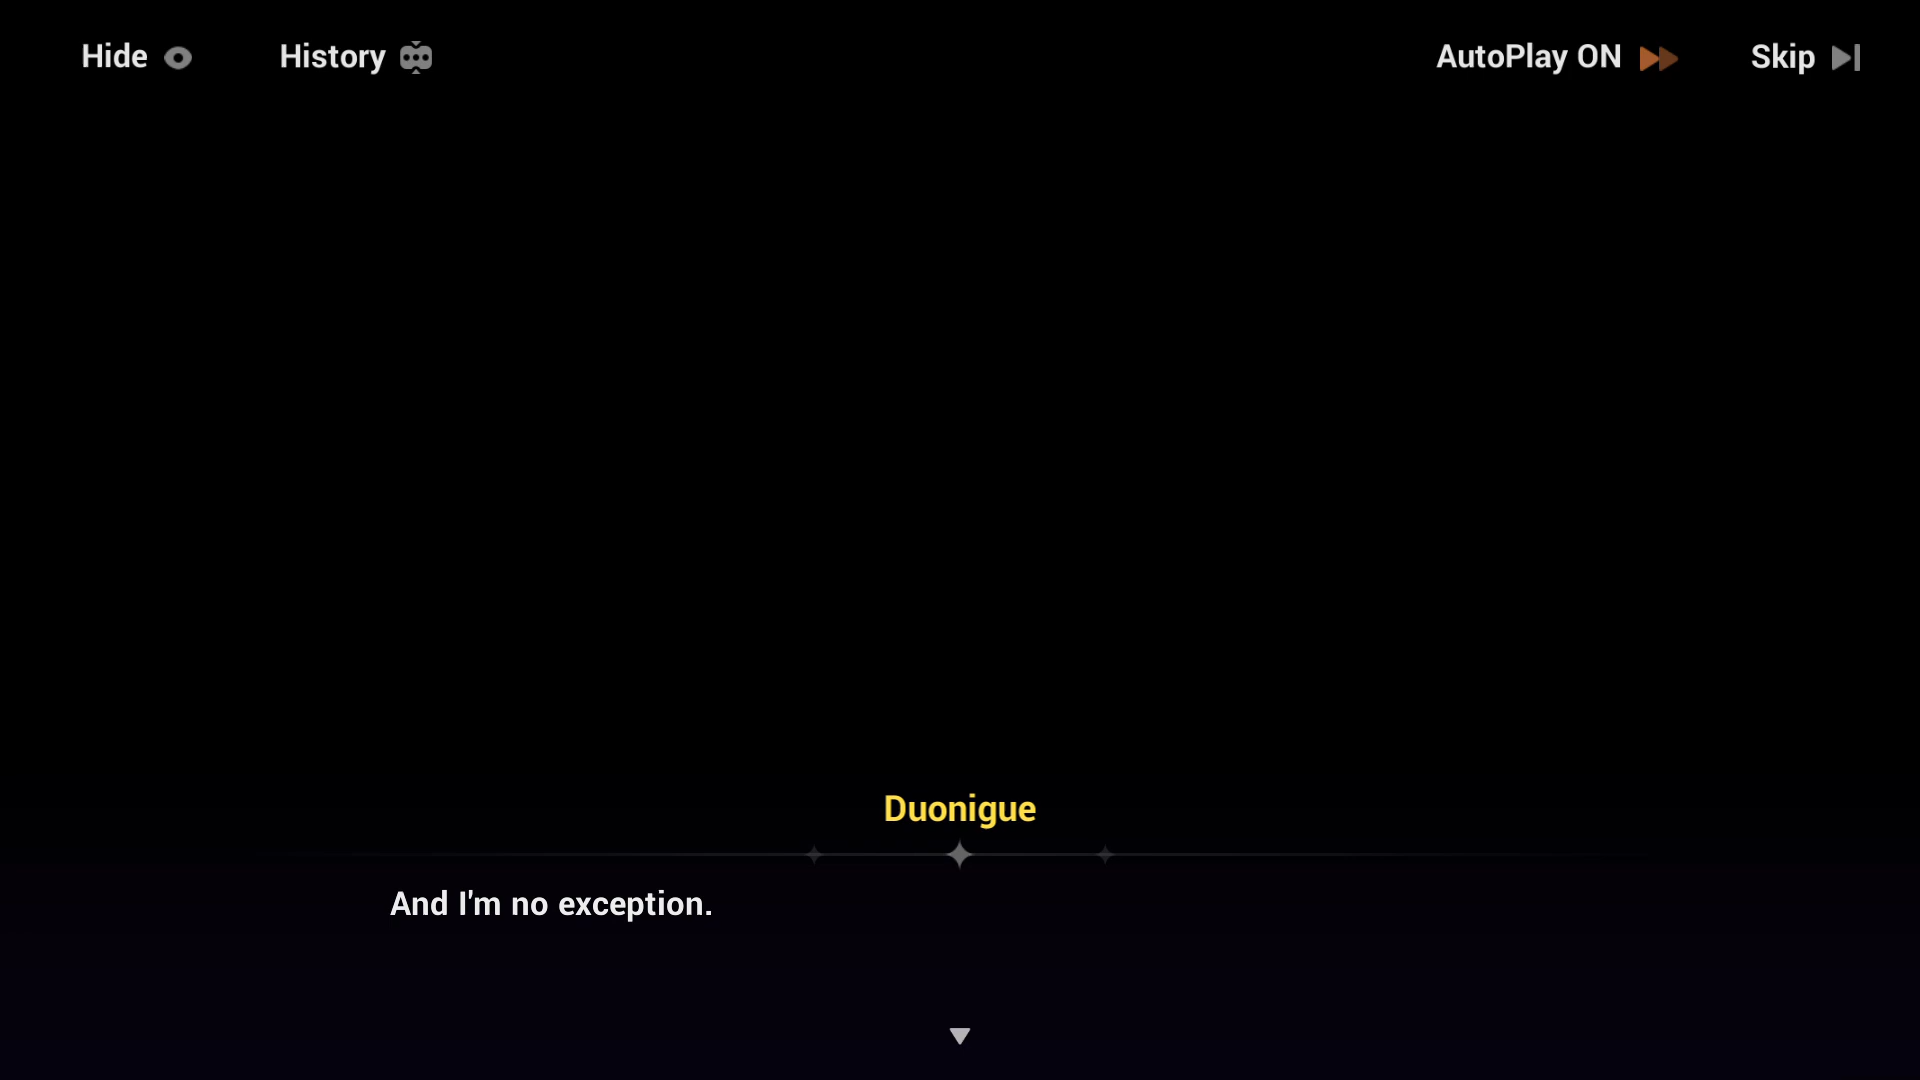 Hide
History
AutoPlay ON
Skip
Duonigue
And I'm no exception.